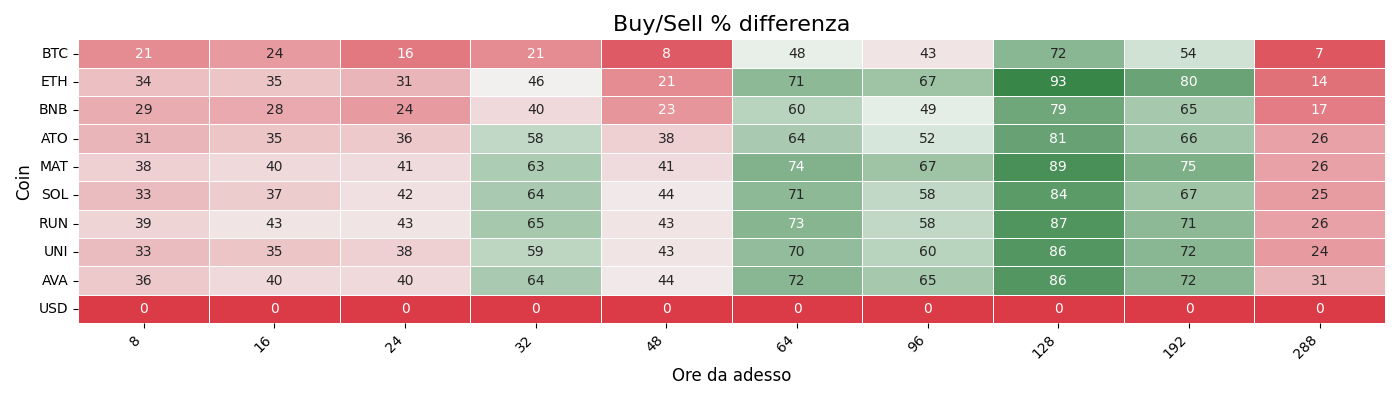 Buy/Sell % differenza
Coin
BTC 21 24 16 21 8 48 43 72 54 7
ETH 34 35 31 46 21 71 67 93 80 14
BNB 29 28 24 40 23 60 49 79 65 17
ATO 31 35 36 58 38 64 52 81 66 26
MAT 38 40 41 63 41 74 67 89 75 26
SOL 33 37 42 64 44 71 58 84 67 25
RUN 39 43 43 65 43 73 58 87 71 26
UNI 33 35 38 59 43 70 60 86 72 24
AVA 36 40 40 64 44 72 65 86 72 31
USD 0 0 0 0 0 0 0 0 0 0
8 16 24 32 48 64 96 128 192 288
Ore da adesso